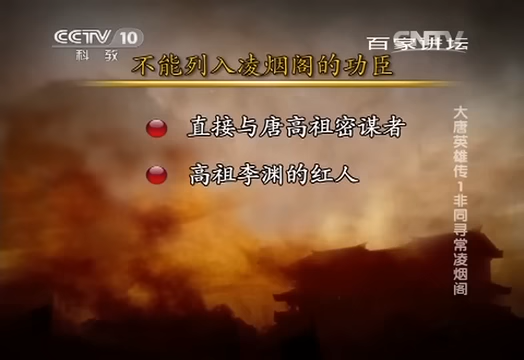 CCTV 10
科教
CNTV
百家讲坛
不能列入凌烟阁的功臣
直接与唐高祖密谋者
高祖李渊的红人
大唐英雄传1非同寻常凌烟阁